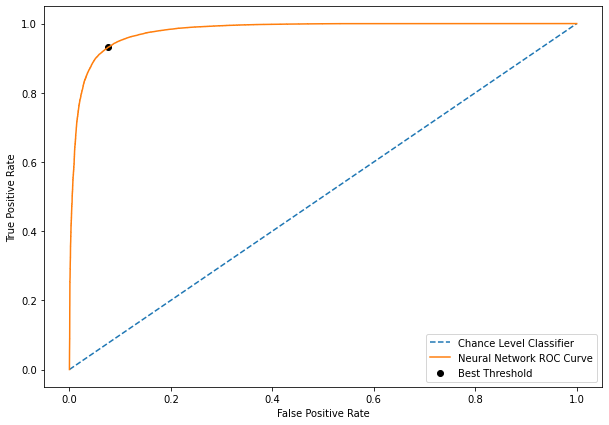 1.0
0.8
0.6
0.4
0.2
0.0
True Positive Rate
0.0 0.2 0.4 0.6 0.8 1.0
False Positive Rate
Chance Level Classifier
Neural Network ROC Curve
Best Threshold